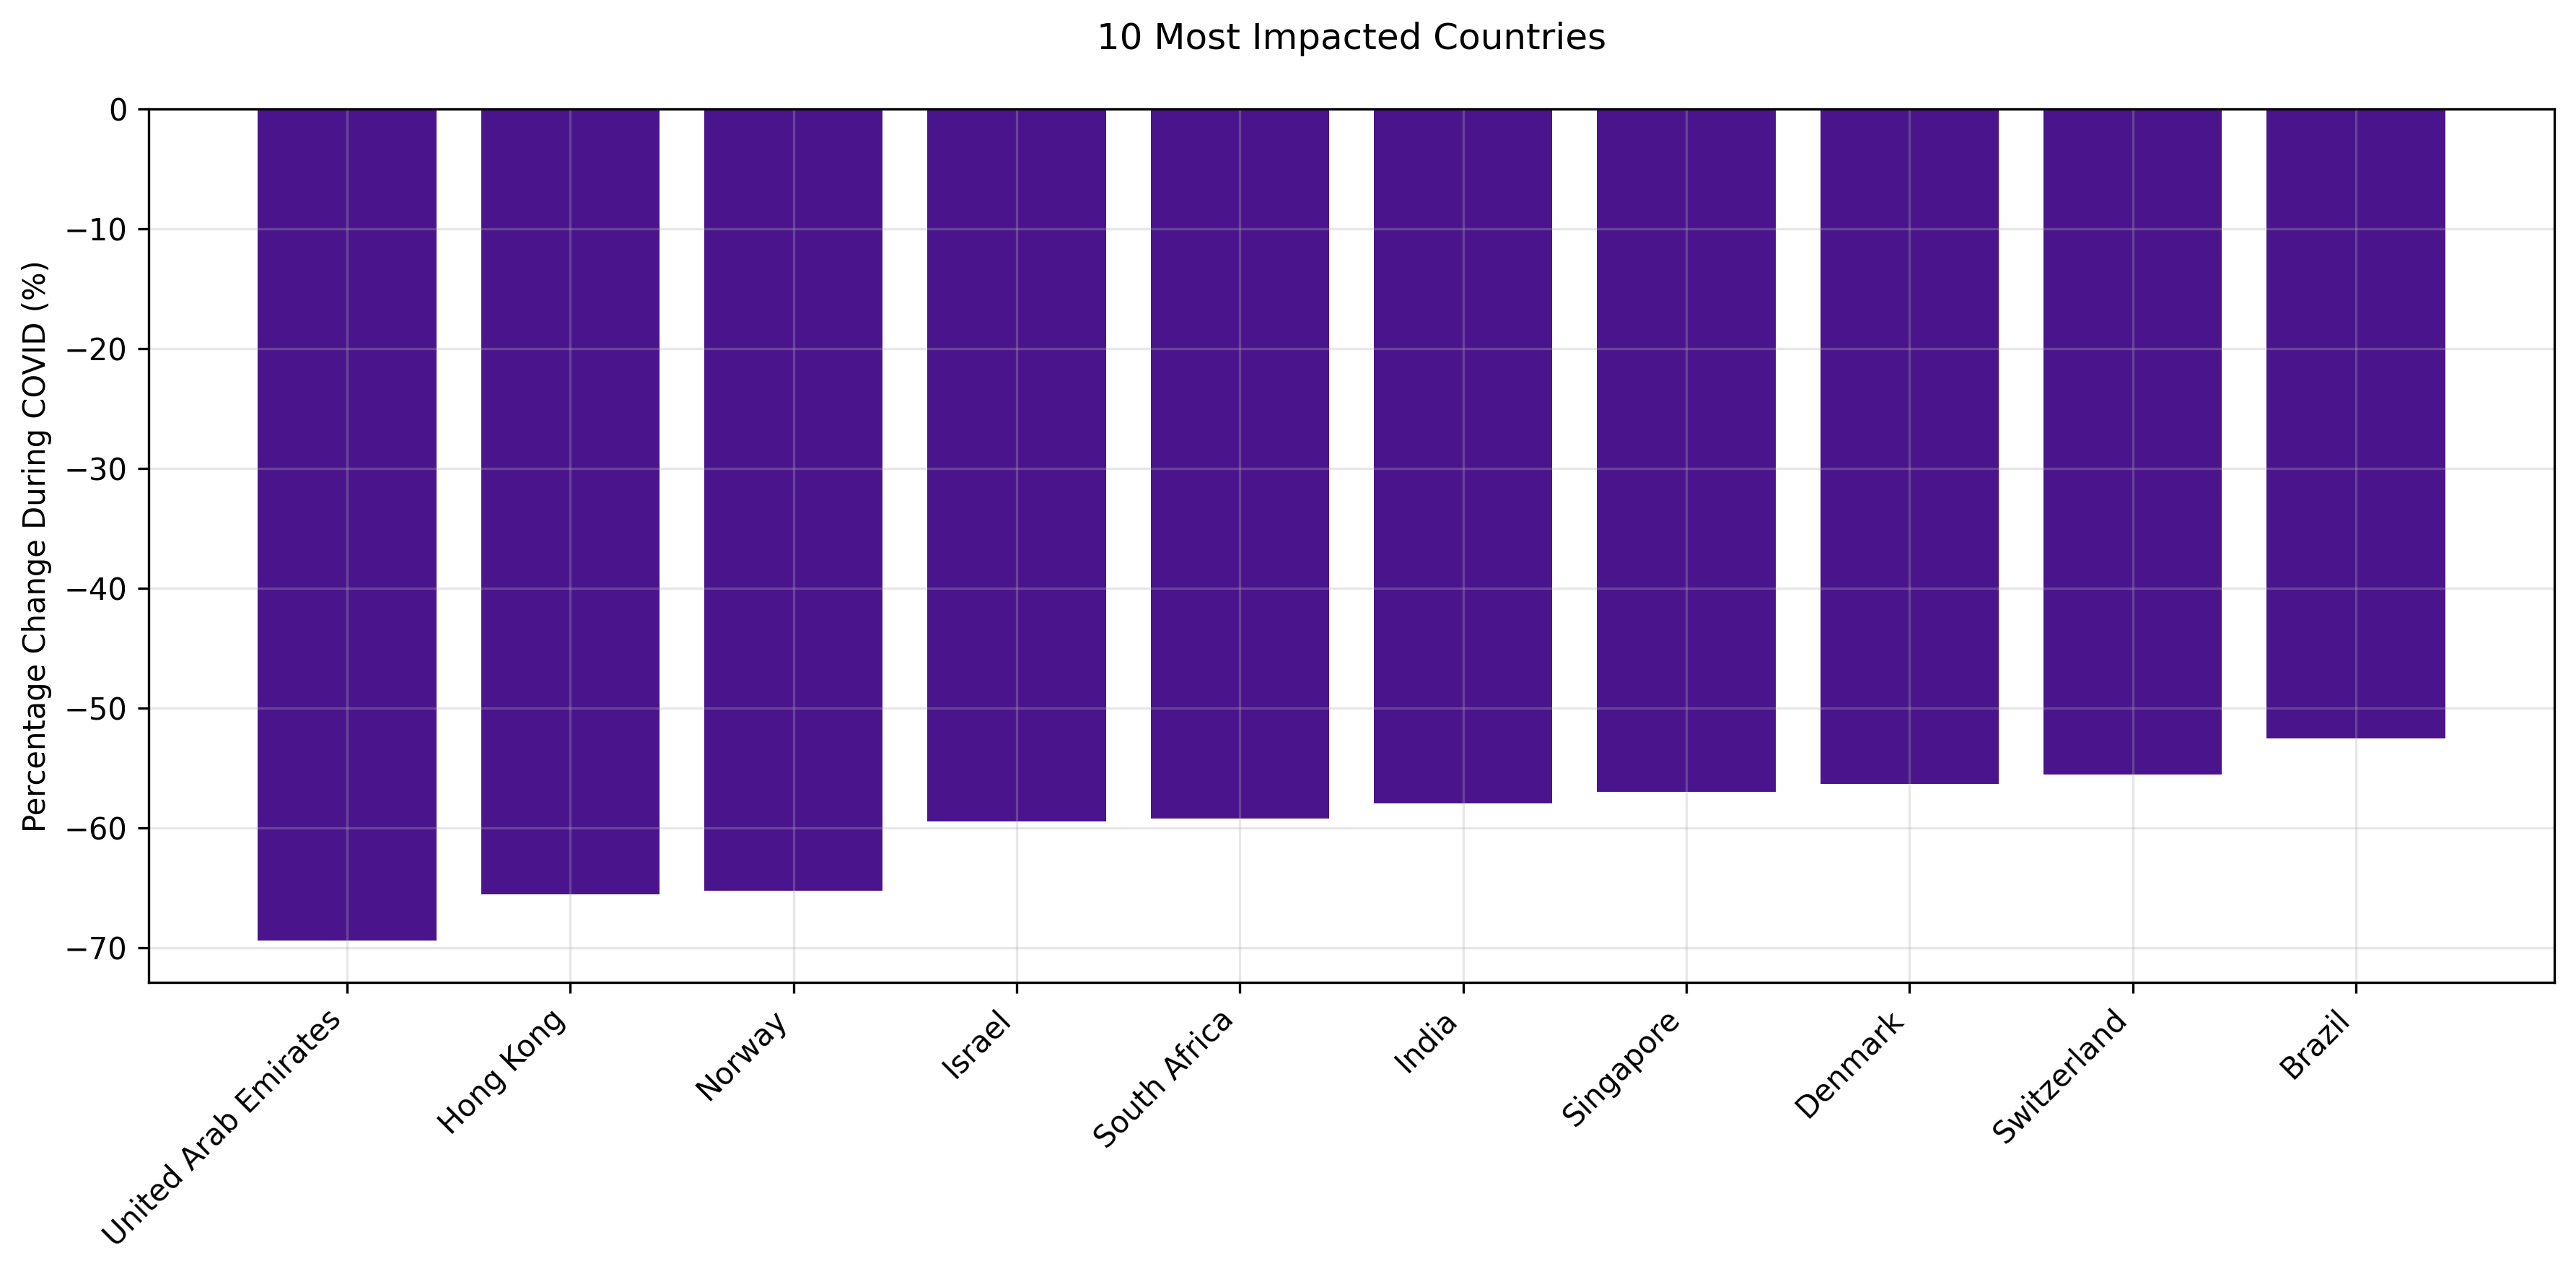 10 Most Impacted Countries
Percentage Change During COVID (%)
0
−10
−20
−30
−40
−50
−60
−70
United Arab Emirates
Hong Kong
Norway
Israel
South Africa
India
Singapore
Denmark
Switzerland
Brazil